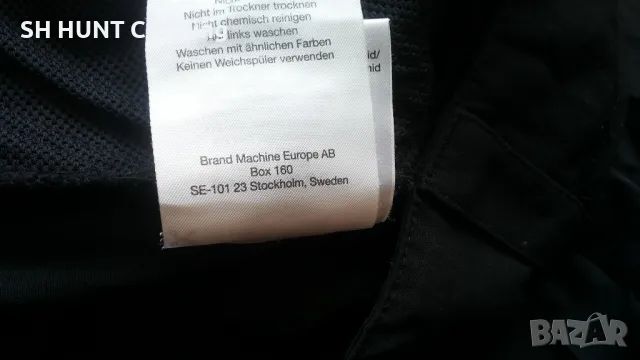 SH HUNT C
Nicht im Trockner trocknen
Nicht chemisch reinigen
links waschen
Waschen mit ähnlichen Farben
Keinen Weichspüler verwenden
Brand Machine Europe AB
Box 160
SE-101 23 Stockholm, Sweden
BAZAR